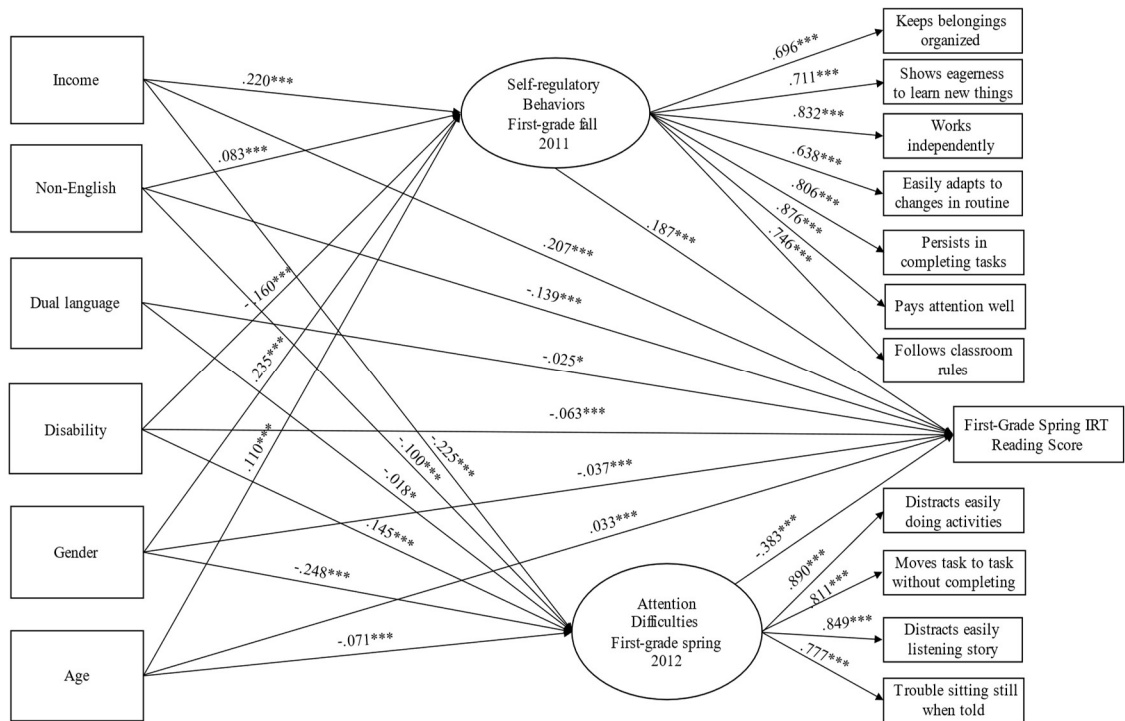 Income
Non-English
Dual language
Disability
Gender
Age
.220***
.083***
-.160***
.235***
.110***
-.225***
-.100***
-.018*
.145***
-.248***
-.071***
Self-regulatory
Behaviors
First-grade fall
2011
.187***
.207***
-.139***
-.025*
-.063***
-.037***
.033***
-.383***
Attention
Difficulties
First-grade spring
2012
.696***
.711***
.832***
.638***
.806***
.876***
.746***
Keeps belongings
organized
Shows eagerness
to learn new things
Works
independently
Easily adapts to
changes in routine
Persists in
completing tasks
Pays attention well
Follows classroom
rules
First-Grade Spring IRT
Reading Score
.890***
.811***
.849***
.777***
Distracts easily
doing activities
Moves task to task
without completing
Distracts easily
listening story
Trouble sitting still
when told